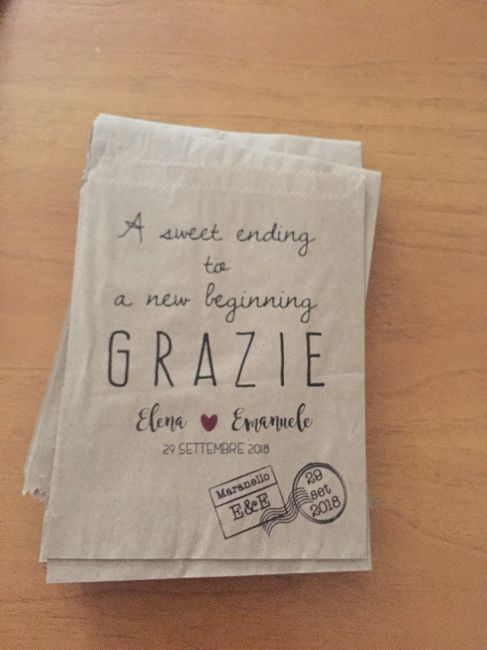 A sweet ending
to
a new beginning
GRAZIE
Elena Emanuele
29 SETTEMBRE 2018
Maranello
E&E
29
set
2018